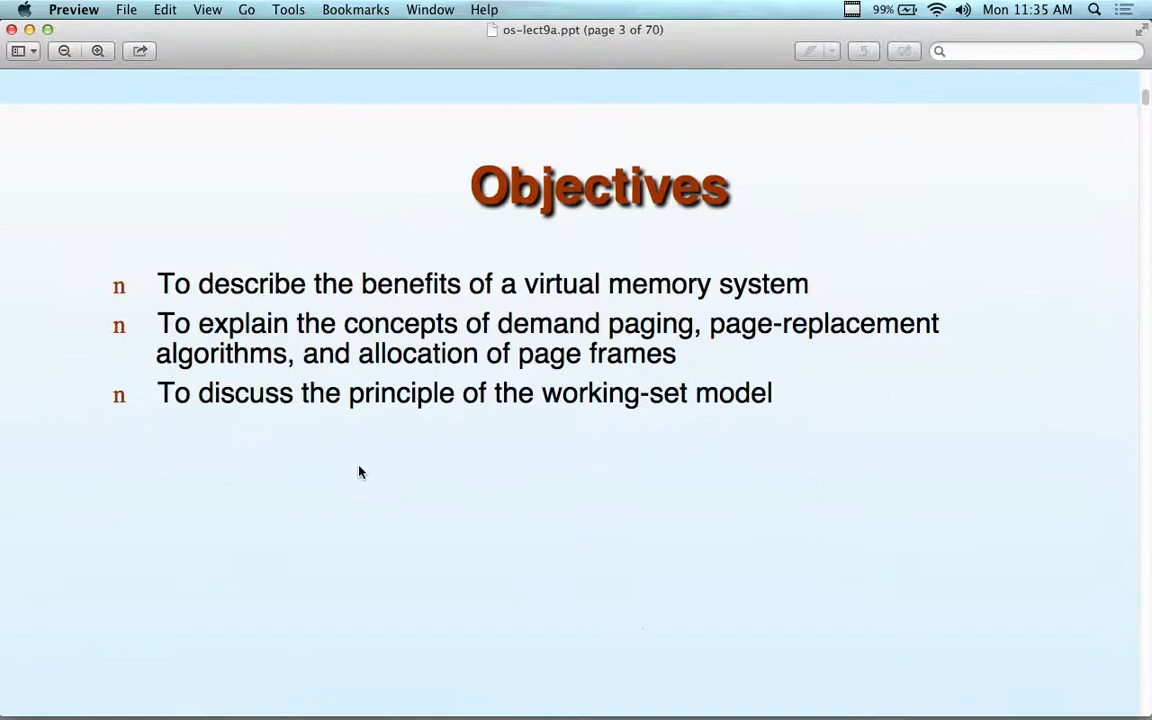 Preview File Edit View Go Tools Bookmarks Window Help 99% Mon 11:35 AM
os-lect9a.ppt (page 3 of 70)
Objectives
n To describe the benefits of a virtual memory system
n To explain the concepts of demand paging, page-replacement
algorithms, and allocation of page frames
n To discuss the principle of the working-set model